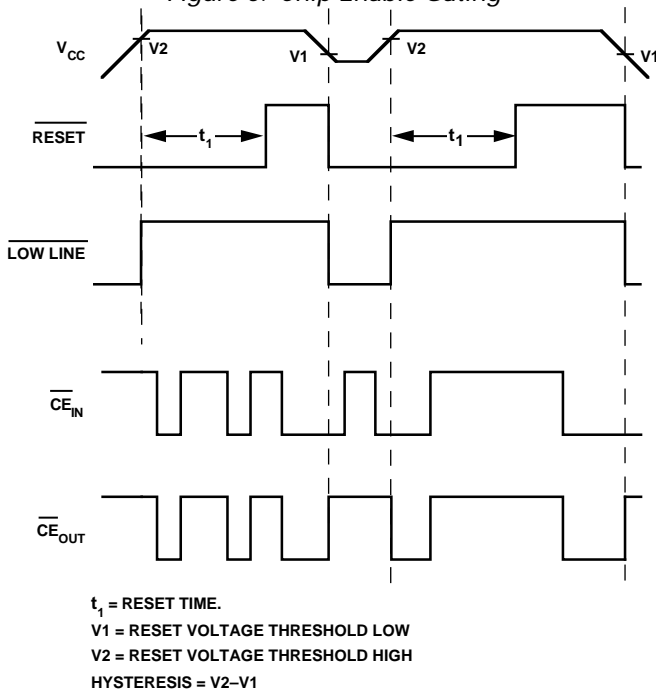 Figure 5. Chip Enable Gating
V2 V1 V2 V1
VCC
RESET
t1 t1
LOW LINE
CEIN
CEOUT
t1 = RESET TIME.
V1 = RESET VOLTAGE THRESHOLD LOW
V2 = RESET VOLTAGE THRESHOLD HIGH
HYSTERESIS = V2–V1